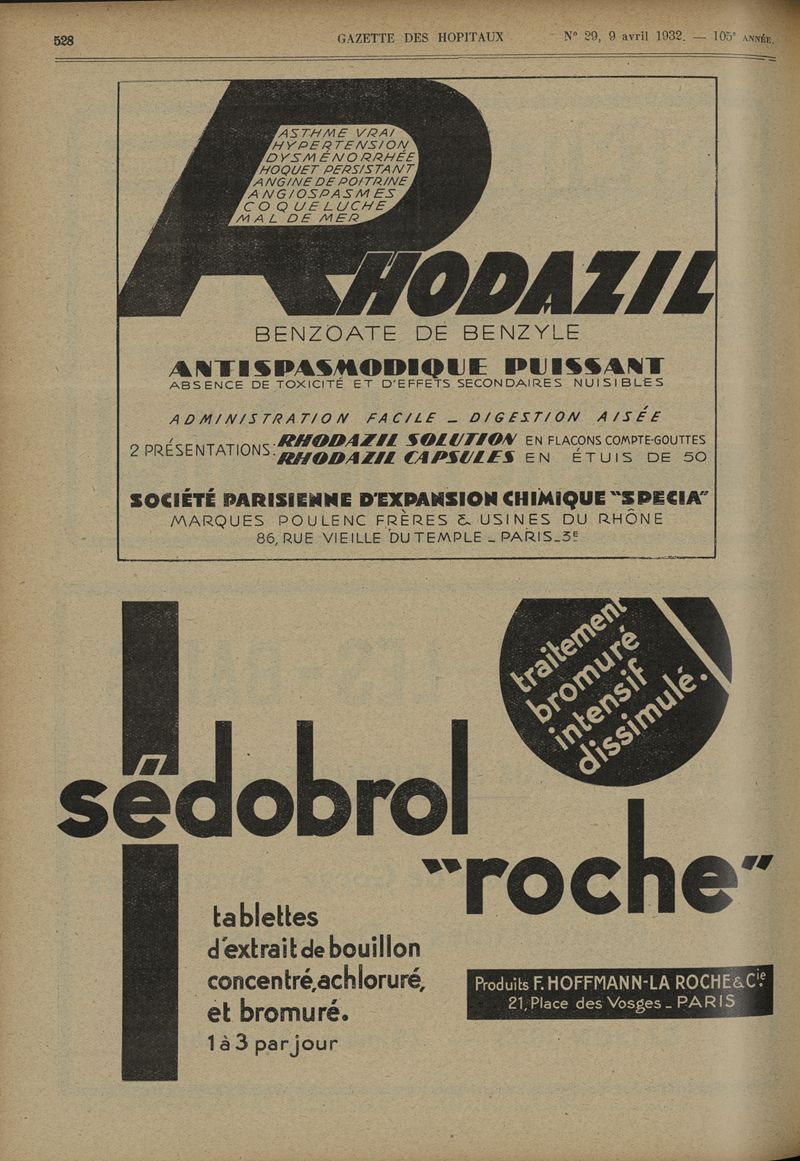 528
GAZETTE DES HOPITAUX
N° 29, 9 avril 1932. — 105e ANNÉE.
ASTHME VRAI
HYPERTENSION
DYSMÉNORRHÉE
HOQUET PERSISTANT
ANGINE DE POITRINE
ANGIOSPASMES
COQUELUCHE
MAL DE MER
RHODAZIL
BENZOATE DE BENZYLE
ANTISPASMODIQUE PUISSANT
ABSENCE DE TOXICITÉ ET D'EFFETS SECONDAIRES NUISIBLES
ADMINISTRATION FACILE _ DIGESTION AISÉE
2 PRÉSENTATIONS:
RHODAZIL SOLUTION EN FLACONS COMPTE-GOUTTES
RHODAZIL CAPSULES EN ÉTUIS DE 50
SOCIÉTÉ PARISIENNE D'EXPANSION CHIMIQUE "SPECIA"
MARQUES POULENC FRÈRES & USINES DU RHÔNE
86, RUE VIEILLE DU TEMPLE _ PARIS_3E
traitement
bromuré
intensif
dissimulé.
sédobrol
"roche"
tablettes
d'extrait de bouillon
concentré, achloruré,
et bromuré.
1 à 3 par jour
Produits F. HOFFMANN-LA ROCHE & Cie.
21, Place des Vosges _ PARIS